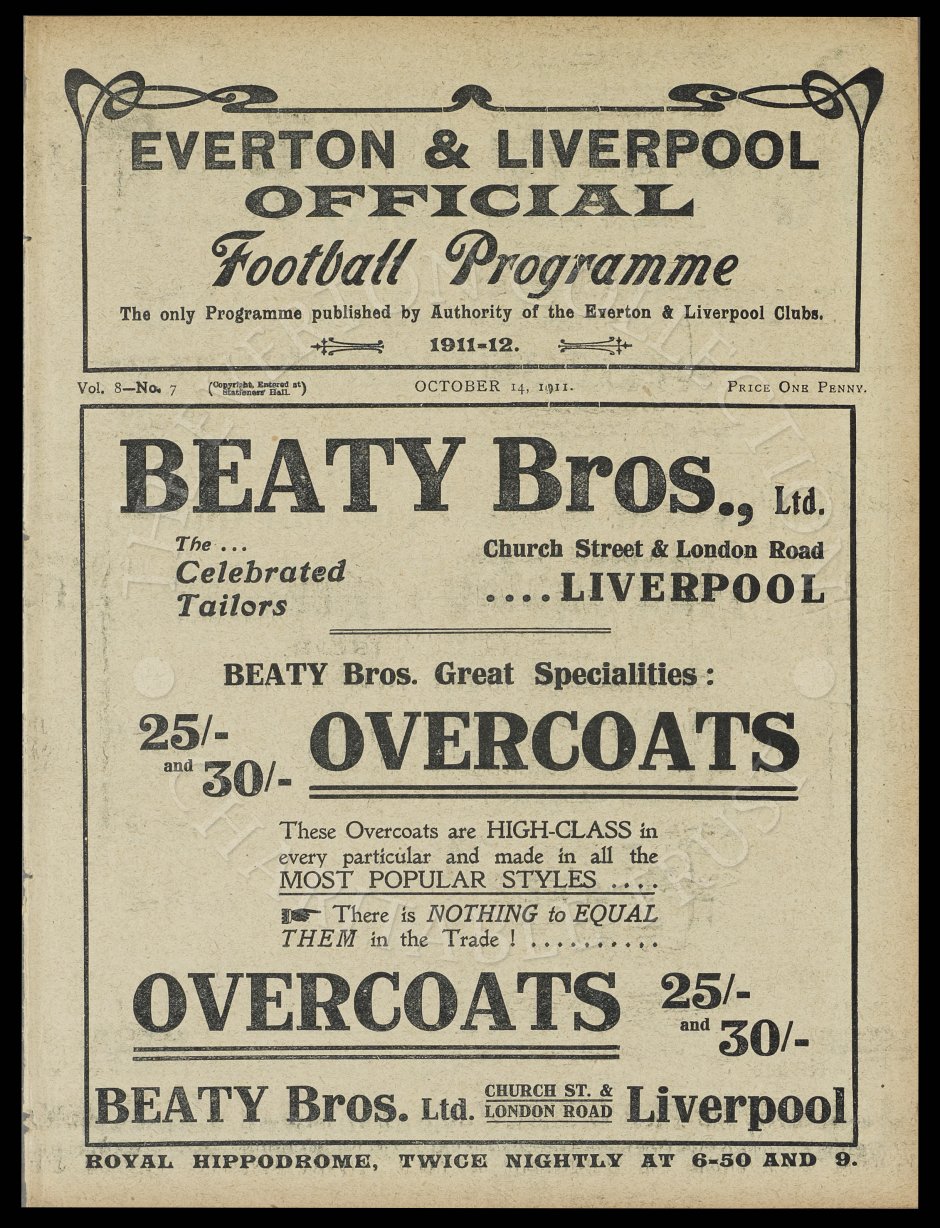 EVERTON & LIVERPOOL
OFFICIAL
Football Programme
The only Programme published by Authority of the Everton & Liverpool Clubs.
1911-12.
Vol. 8—No. 7 (Copyright, Entered at Stationers' Hall.) OCTOBER 14, 1911. PRICE ONE PENNY.
BEATY Bros., Ltd.
The ...
Celebrated
Tailors
Church Street & London Road
....LIVERPOOL
BEATY Bros. Great Specialities:
25/- and 30/- OVERCOATS
These Overcoats are HIGH-CLASS in
every particular and made in all the
MOST POPULAR STYLES ....
☛ There is NOTHING to EQUAL
THEM in the Trade ! ..........
OVERCOATS 25/- and 30/-
BEATY Bros. Ltd. CHURCH ST. & LONDON ROAD Liverpool
ROYAL HIPPODROME, TWICE NIGHTLY AT 6-50 AND 9.
THE EVERTON COLLECTION
CHARITABLE TRUST